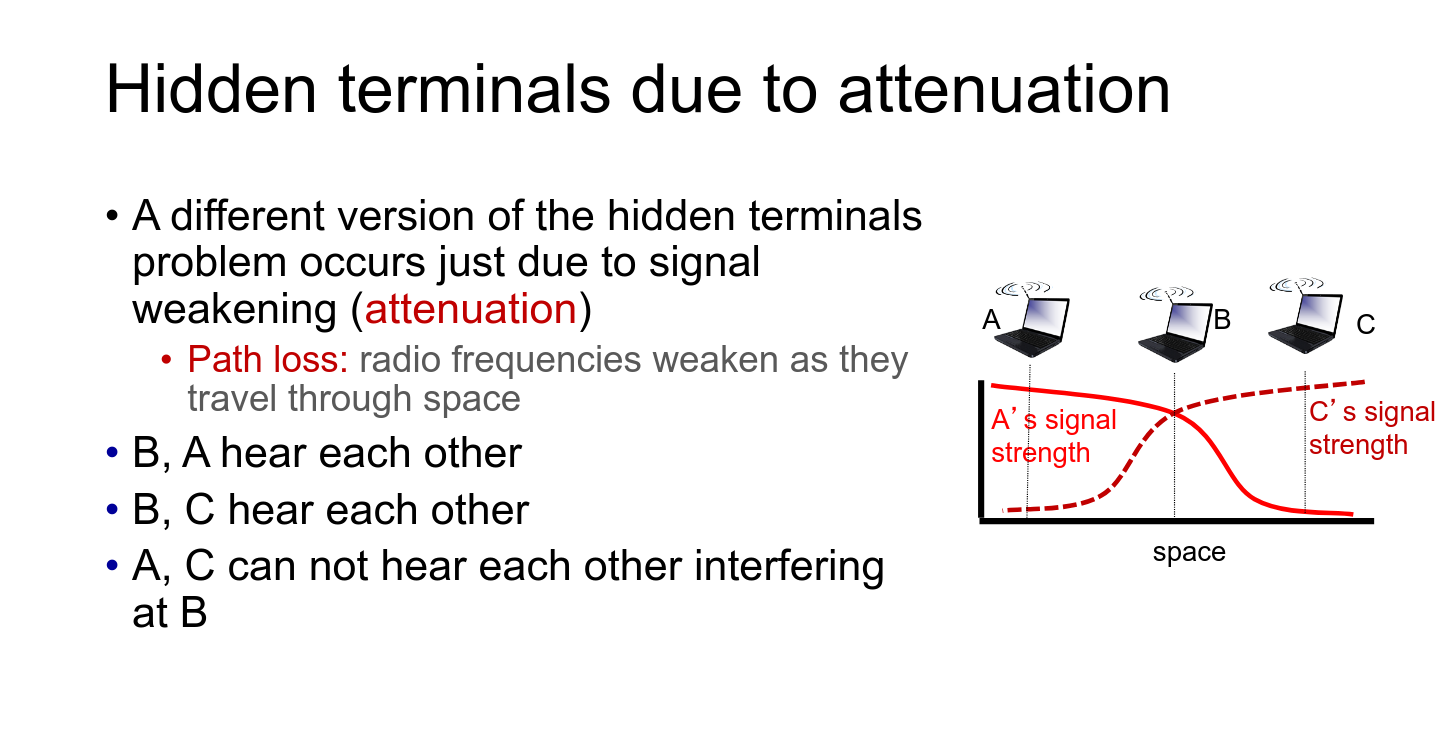 Hidden terminals due to attenuation
• A different version of the hidden terminals
problem occurs just due to signal
weakening (attenuation)
• Path loss: radio frequencies weaken as they
travel through space
• B, A hear each other
• B, C hear each other
• A, C can not hear each other interfering
at B
A
B
C
A’s signal
strength
C’s signal
strength
space